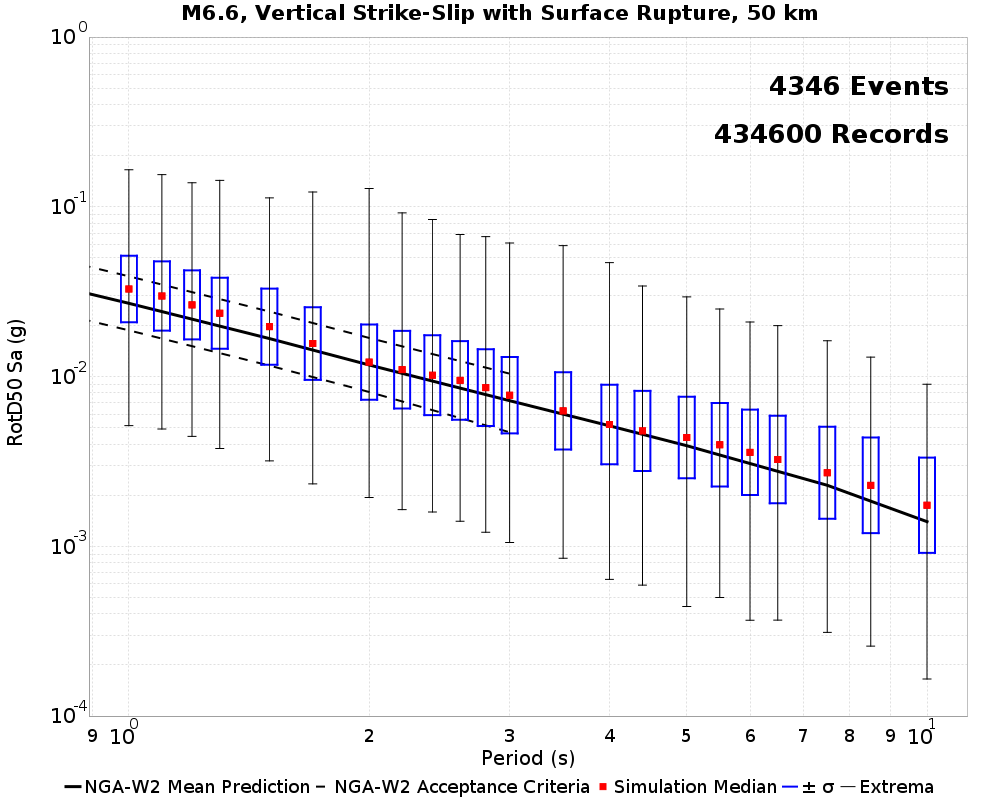 M6.6, Vertical Strike-Slip with Surface Rupture, 50 km
4346 Events
434600 Records
RotD50 Sa (g)
10^0
10^-1
10^-2
10^-3
10^-4
9 10^0 2 3 4 5 6 7 8 9 10^1
Period (s)
NGA-W2 Mean Prediction NGA-W2 Acceptance Criteria Simulation Median ± σ Extrema